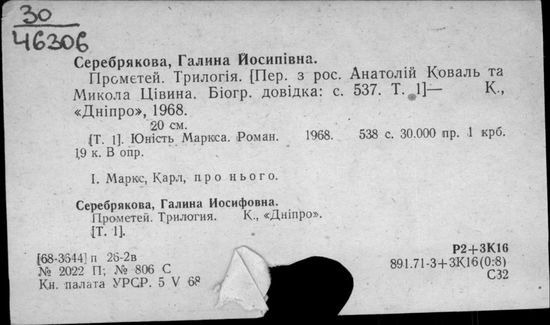 30
46306
Серебрякова, Галина Йосипівна.
Прометей. Трилогія. [Пер. з рос. Анатолій Коваль та
Микола Цівина. Біогр. довідка: с. 537. Т. 1]— К.,
«Дніпро», 1968.
20 см.
[Т. 1]. Юність Маркса. Роман. 1968. 538 с. 30.000 пр. 1 крб.
19 к. В опр.
I. Маркс, Карл, про нього.
Серебрякова, Галина Иосифовна.
Прометей. Трилогия. К., «Дніпро».
[Т. 1].
[68-3644] п 26-2в
№ 2022 П; № 806 С
Кн. палата УРСР. 5 V 68
Р2+3К16
891.71-3+3К16(0:8)
С32